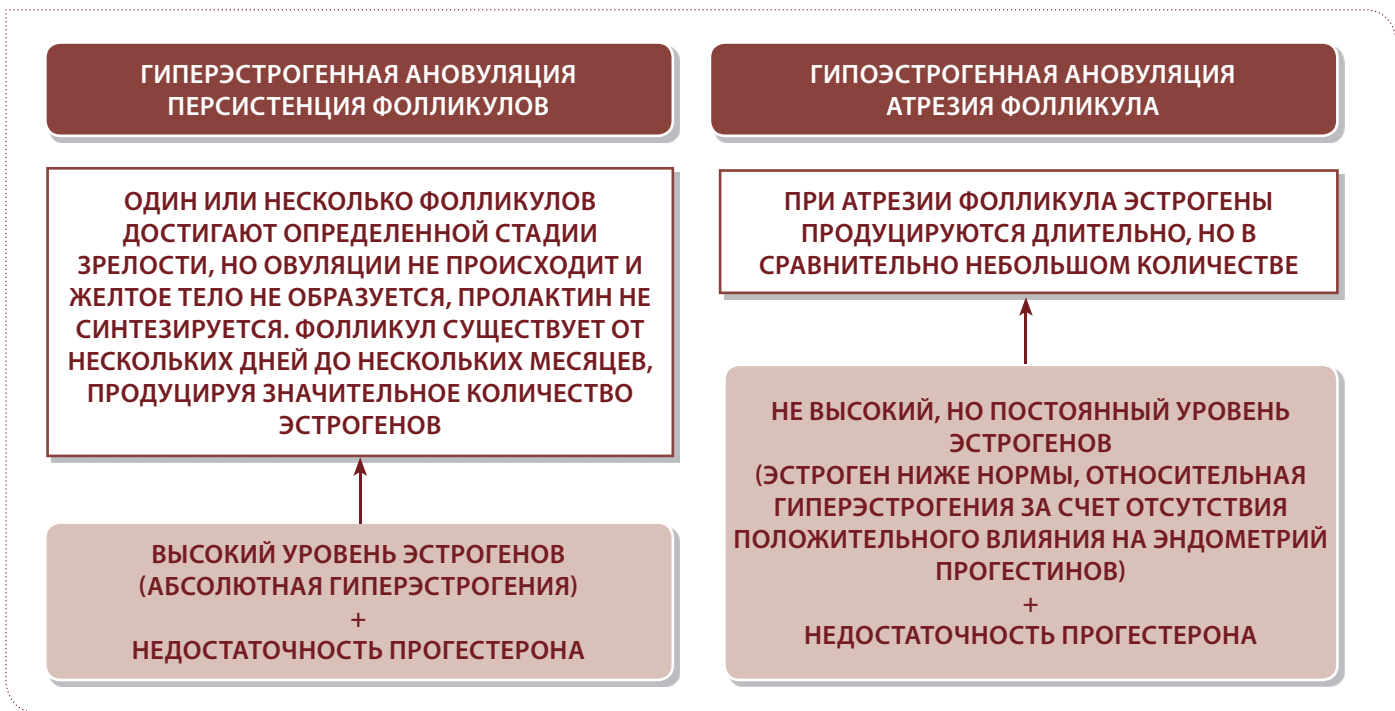 ГИПЕРЭСТРОГЕННАЯ АНОВУЛЯЦИЯ
ПЕРСИСТЕНЦИЯ ФОЛЛИКУЛОВ
ОДИН ИЛИ НЕСКОЛЬКО ФОЛЛИКУЛОВ
ДОСТИГАЮТ ОПРЕДЕЛЕННОЙ СТАДИИ
ЗРЕЛОСТИ, НО ОВУЛЯЦИИ НЕ ПРОИСХОДИТ И
ЖЕЛТОЕ ТЕЛО НЕ ОБРАЗУЕТСЯ, ПРОЛАКТИН НЕ
СИНТЕЗИРУЕТСЯ. ФОЛЛИКУЛ СУЩЕСТВУЕТ ОТ
НЕСКОЛЬКИХ ДНЕЙ ДО НЕСКОЛЬКИХ МЕСЯЦЕВ,
ПРОДУЦИРУЯ ЗНАЧИТЕЛЬНОЕ КОЛИЧЕСТВО
ЭСТРОГЕНОВ
ВЫСОКИЙ УРОВЕНЬ ЭСТРОГЕНОВ
(АБСОЛЮТНАЯ ГИПЕРЭСТРОГЕНИЯ)
+
НЕДОСТАТОЧНОСТЬ ПРОГЕСТЕРОНА
ГИПОЭСТРОГЕННАЯ АНОВУЛЯЦИЯ
АТРЕЗИЯ ФОЛЛИКУЛА
ПРИ АТРЕЗИИ ФОЛЛИКУЛА ЭСТРОГЕНЫ
ПРОДУЦИРУЮТСЯ ДЛИТЕЛЬНО, НО В
СРАВНИТЕЛЬНО НЕБОЛЬШОМ КОЛИЧЕСТВЕ
НЕ ВЫСОКИЙ, НО ПОСТОЯННЫЙ УРОВЕНЬ
ЭСТРОГЕНОВ
(ЭСТРОГЕН НИЖЕ НОРМЫ, ОТНОСИТЕЛЬНАЯ
ГИПЕРЭСТРОГЕНИЯ ЗА СЧЕТ ОТСУТСТВИЯ
ПОЛОЖИТЕЛЬНОГО ВЛИЯНИЯ НА ЭНДОМЕТРИЙ
ПРОГЕСТИНОВ)
+
НЕДОСТАТОЧНОСТЬ ПРОГЕСТЕРОНА